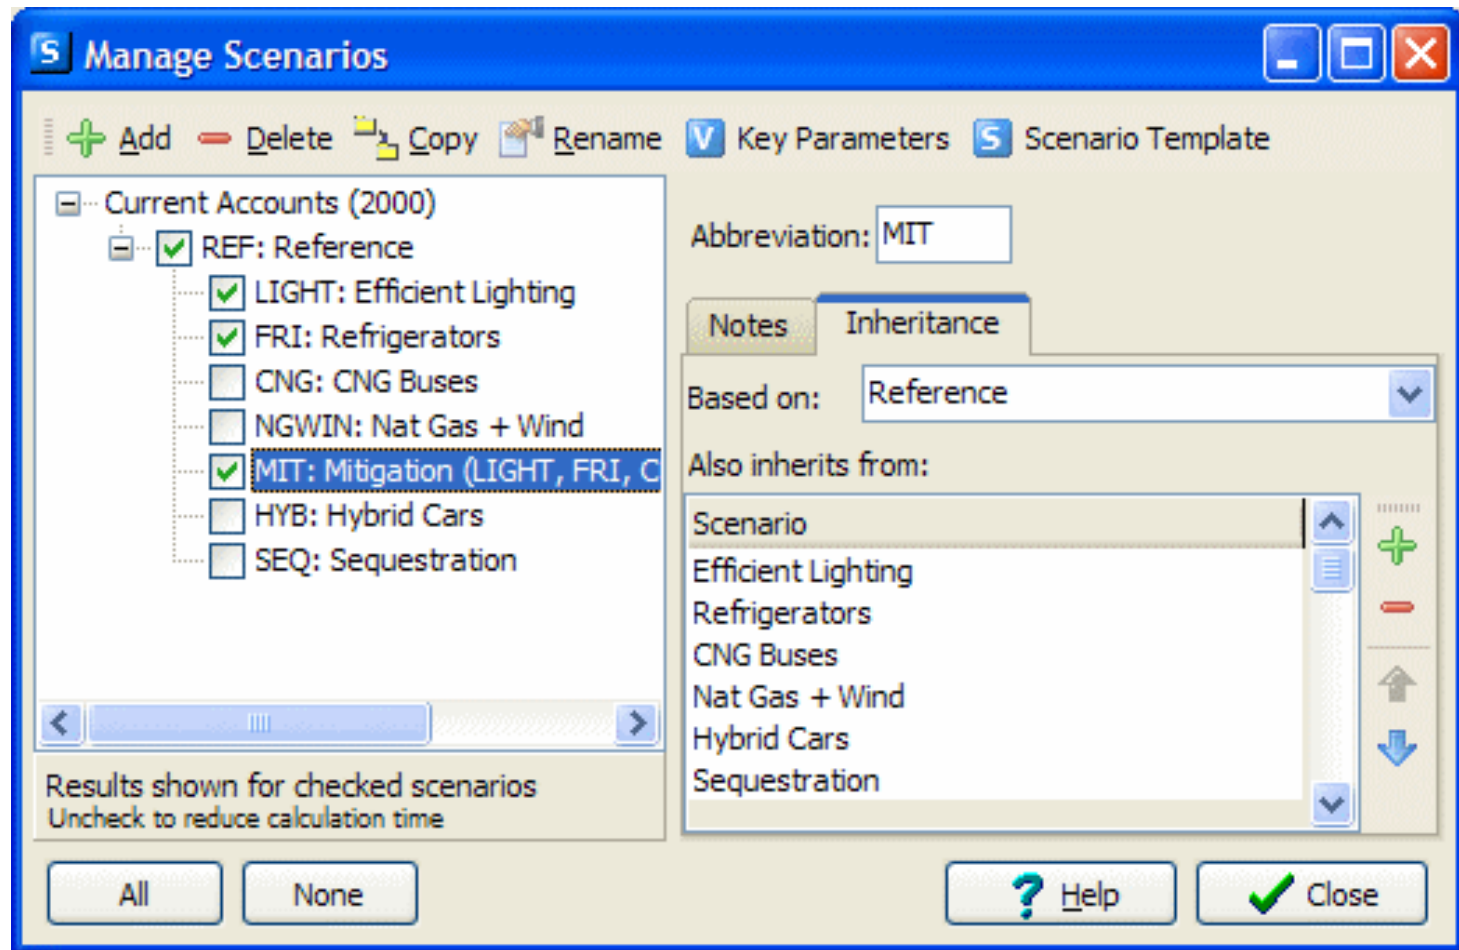 S Manage Scenarios
Add Delete Copy Rename V Key Parameters S Scenario Template
Current Accounts (2000)
REF: Reference
LIGHT: Efficient Lighting
FRI: Refrigerators
CNG: CNG Buses
NGWIN: Nat Gas + Wind
MIT: Mitigation (LIGHT, FRI, C
HYB: Hybrid Cars
SEQ: Sequestration
Results shown for checked scenarios
Uncheck to reduce calculation time
Abbreviation: MIT
Notes Inheritance
Based on: Reference
Also inherits from:
Scenario
Efficient Lighting
Refrigerators
CNG Buses
Nat Gas + Wind
Hybrid Cars
Sequestration
All None ? Help Close